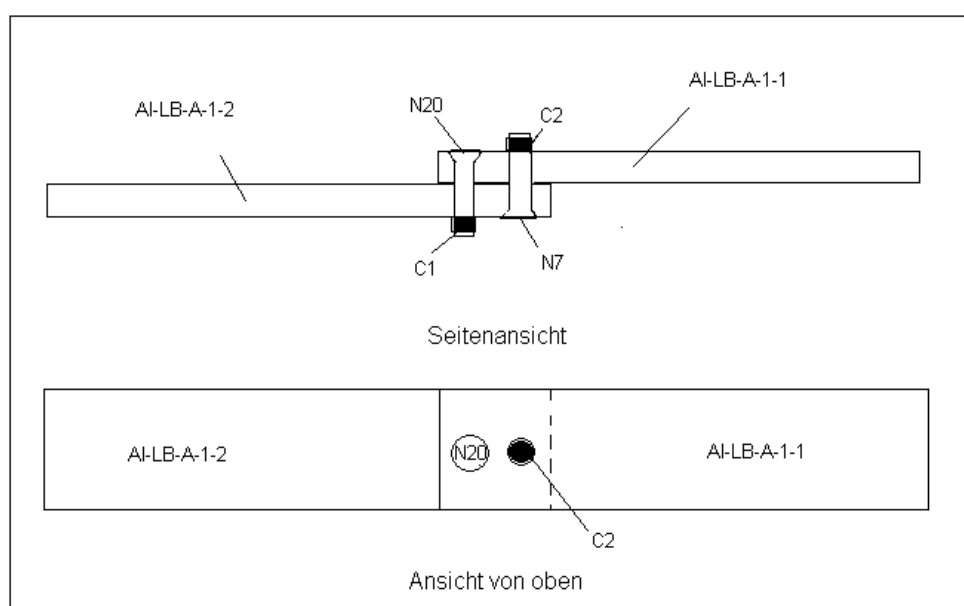 Al-LB-A-1-1
N20
Al-LB-A-1-2
C2
C1
N7
Seitenansicht
Al-LB-A-1-2
N20
Al-LB-A-1-1
C2
Ansicht von oben